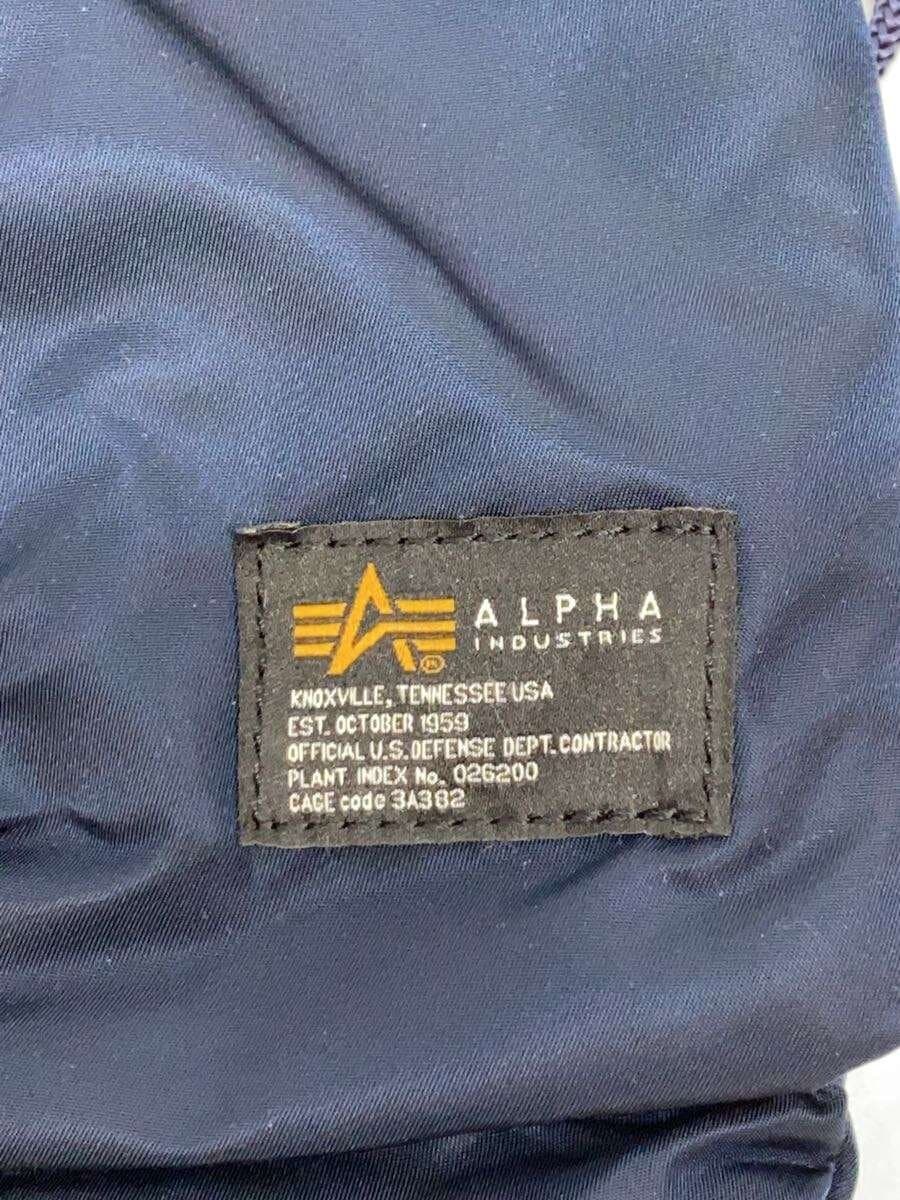 ALPHA
INDUSTRIES
KNOXVILLE, TENNESSEE USA
EST. OCTOBER 1959
OFFICIAL U.S. DEFENSE DEPT. CONTRACTOR
PLANT INDEX No. 026200
CAGE code 3A382